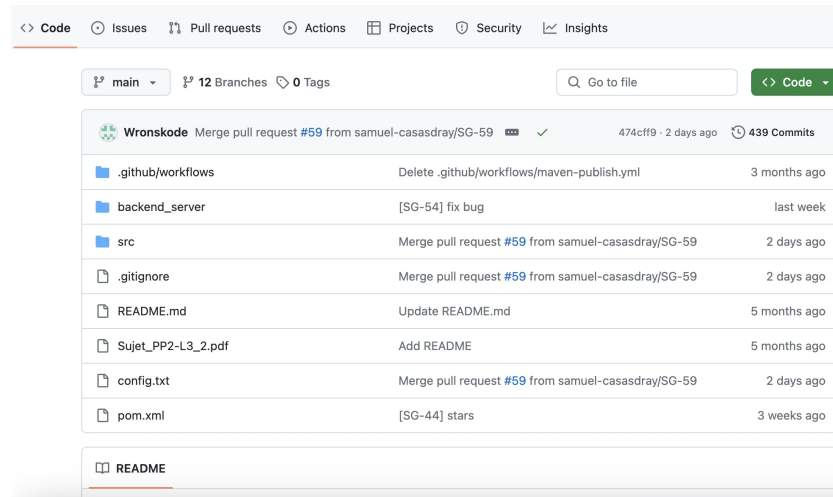 <> Code Issues Pull requests Actions Projects Security Insights
main 12 Branches 0 Tags Go to file <> Code
Wronskode Merge pull request #59 from samuel-casasdray/SG-59 474cff9 · 2 days ago 439 Commits
.github/workflows Delete .github/workflows/maven-publish.yml 3 months ago
backend_server [SG-54] fix bug last week
src Merge pull request #59 from samuel-casasdray/SG-59 2 days ago
.gitignore Merge pull request #59 from samuel-casasdray/SG-59 2 days ago
README.md Update README.md 5 months ago
Sujet_PP2-L3_2.pdf Add README 5 months ago
config.txt Merge pull request #59 from samuel-casasdray/SG-59 2 days ago
pom.xml [SG-44] stars 3 weeks ago
README